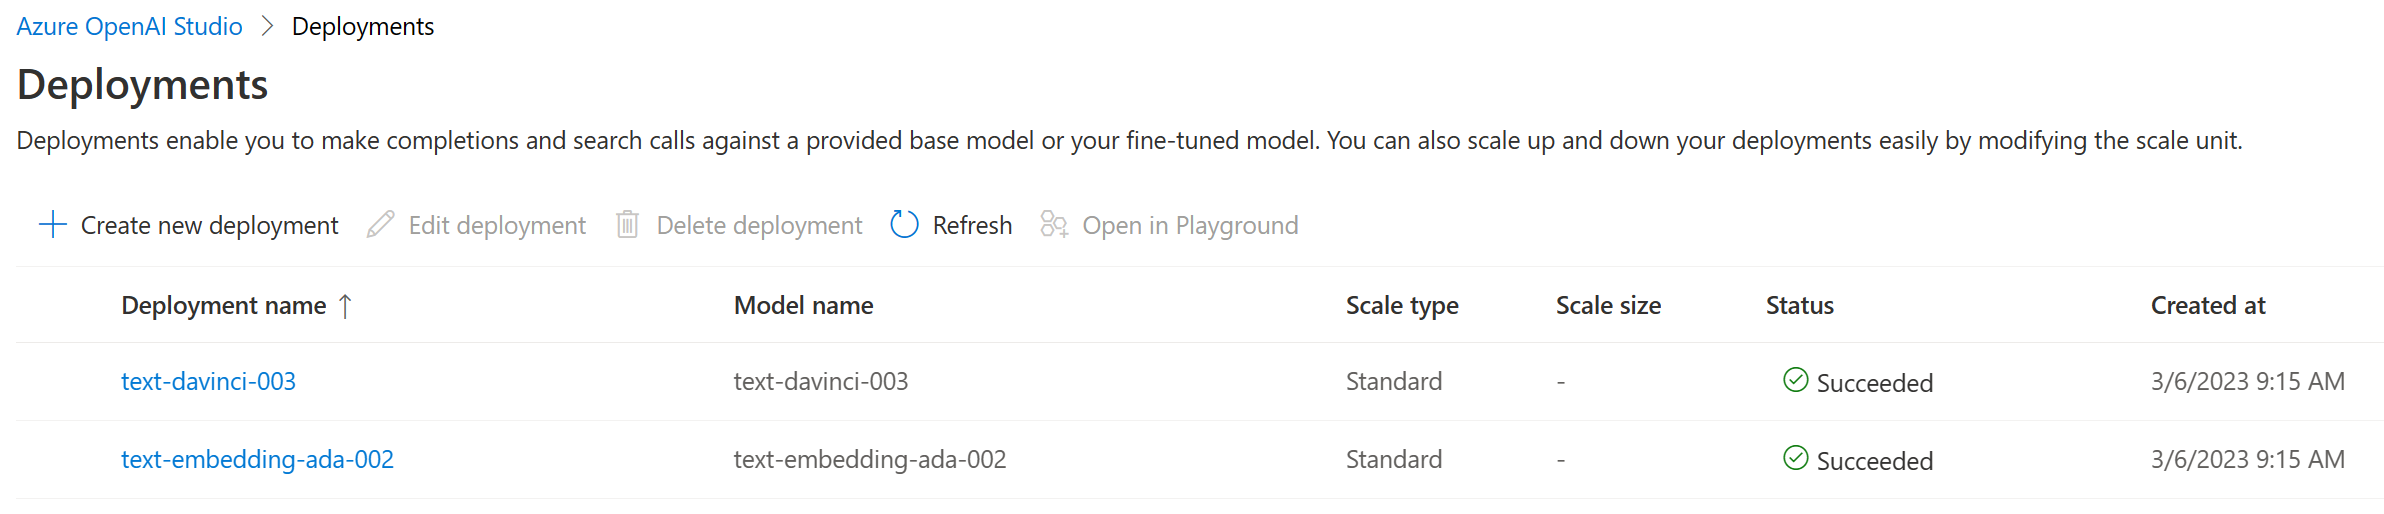 Azure OpenAI Studio > Deployments
Deployments
Deployments enable you to make completions and search calls against a provided base model or your fine-tuned model. You can also scale up and down your deployments easily by modifying the scale unit.
Create new deployment Edit deployment Delete deployment Refresh Open in Playground
Deployment name ↑ Model name Scale type Scale size Status Created at
text-davinci-003 text-davinci-003 Standard - Succeeded 3/6/2023 9:15 AM
text-embedding-ada-002 text-embedding-ada-002 Standard - Succeeded 3/6/2023 9:15 AM